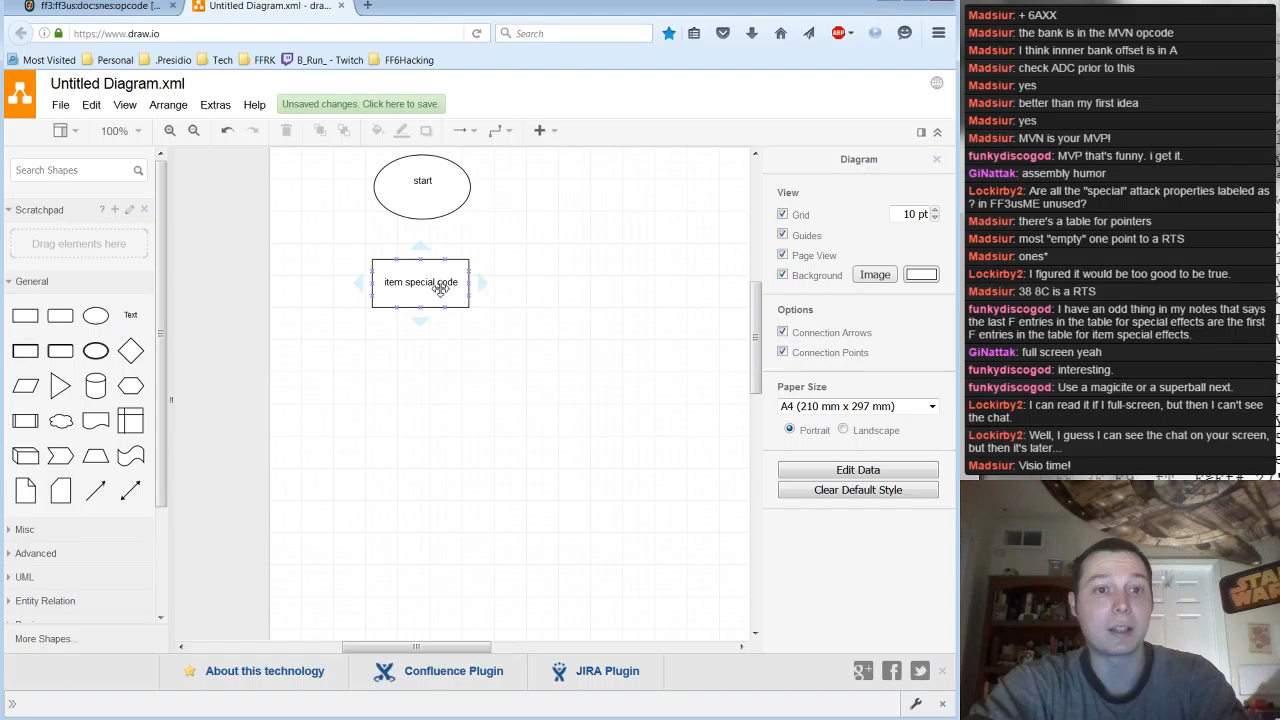 ff3:ff3us:doc:snes:opcode [...
Untitled Diagram.xml - dra...
https://www.draw.io
Search
Most Visited
Personal
.Presidio
Tech
FFRK
B_Run_ - Twitch
FF6Hacking
Untitled Diagram.xml
File
Edit
View
Arrange
Extras
Help
Unsaved changes. Click here to save.
100%
Search Shapes
Scratchpad
Drag elements here
General
Text
Misc
Advanced
UML
Entity Relation
More Shapes...
start
item special code
Diagram
View
Grid
10 pt
Guides
Page View
Background
Image
Options
Connection Arrows
Connection Points
Paper Size
A4 (210 mm x 297 mm)
Portrait
Landscape
Edit Data
Clear Default Style
About this technology
Confluence Plugin
JIRA Plugin
Madsiur: + 6AXX
Madsiur: the bank is in the MVN opcode
Madsiur: I think innner bank offset is in A
Madsiur: check ADC prior to this
Madsiur: yes
Madsiur: better than my first idea
Madsiur: yes
Madsiur: MVN is your MVP!
funkydiscogod: MVP that's funny. i get it.
GiNattak: assembly humor
Lockirby2: Are all the "special" attack properties labeled as
? in FF3usME unused?
Madsiur: there's a table for pointers
Madsiur: most "empty" one point to a RTS
Madsiur: ones*
Lockirby2: I figured it would be too good to be true.
Madsiur: 38 8C is a RTS
funkydiscogod: I have an odd thing in my notes that says
the last F entries in the table for special effects are the first
F entries in the table for item special effects.
GiNattak: full screen yeah
funkydiscogod: interesting.
funkydiscogod: Use a magicite or a superball next.
Lockirby2: I can read it if I full-screen, but then I can't see
the chat.
Lockirby2: Well, I guess I can see the chat on your screen,
but then it's later...
Madsiur: Visio time!
STAR
WARS